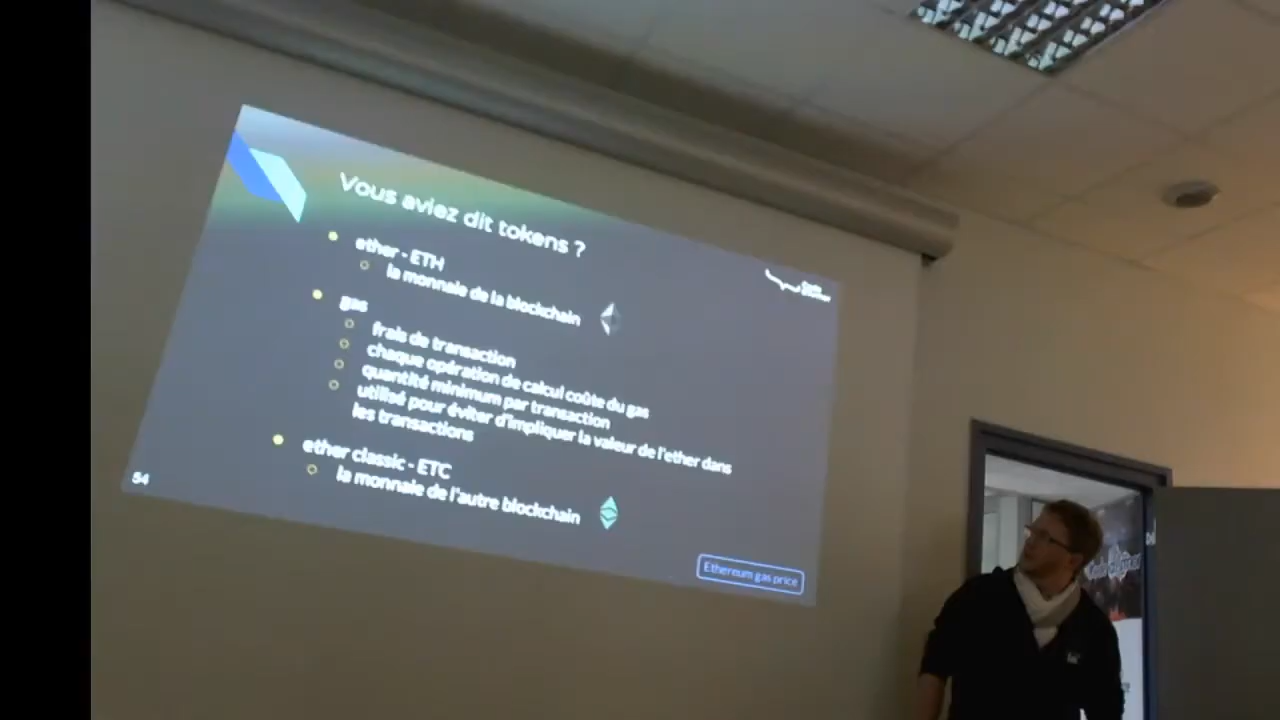 Vous aviez dit tokens ?
ether - ETH
la monnaie de la blockchain
gas
frais de transaction
chaque opération de calcul coûte du gas
quantité minimum par transaction
utilisé pour éviter d'impliquer la valeur de l'ether dans
les transactions
ether classic - ETC
la monnaie de l'autre blockchain
54
Ethereum gas price